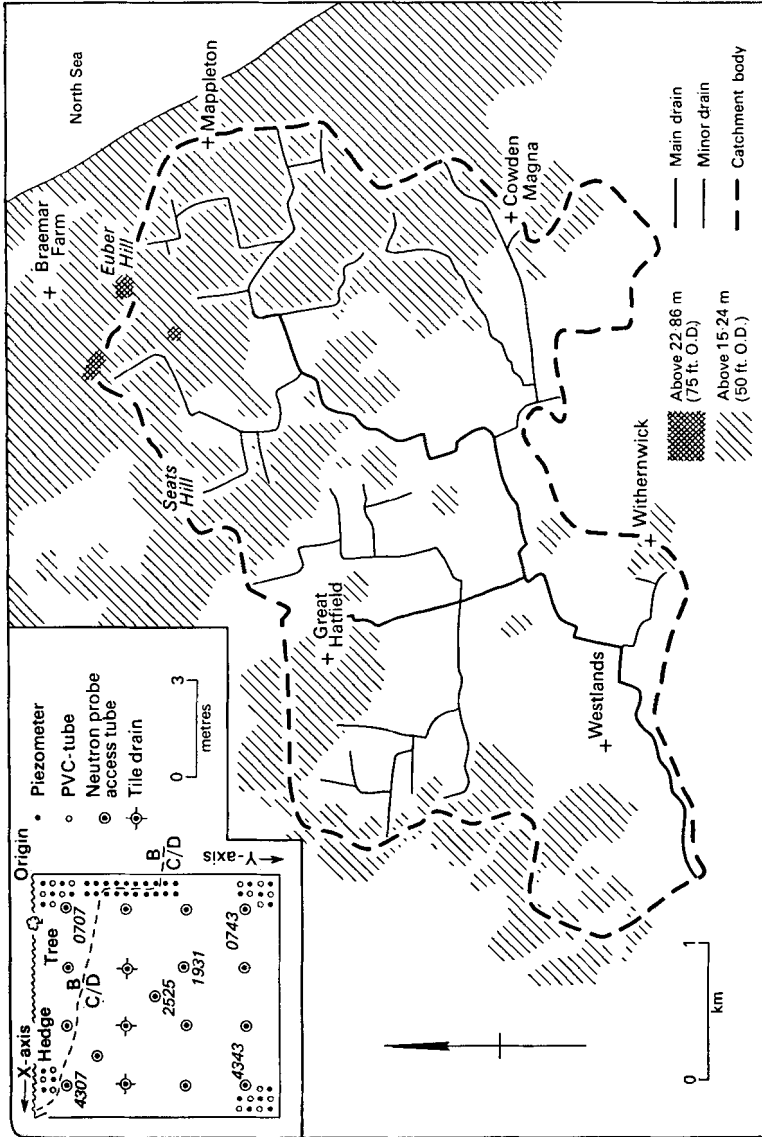 X-axis
Origin
Hedge
Tree
B
C/D
B
C/D
Y-axis
4307
0707
2525
1931
4343
0743
Piezometer
PVC-tube
Neutron probe
access tube
Tile drain
0
3
metres
North Sea
Braemar
Farm
Euber
Hill
Mappleton
Seats
Hill
Great
Hatfield
Cowden
Magna
Westlands
Withernwick
0
1
km
Above 22·86 m
(75 ft. O.D.)
Above 15·24 m
(50 ft. O.D.)
Main drain
Minor drain
Catchment body